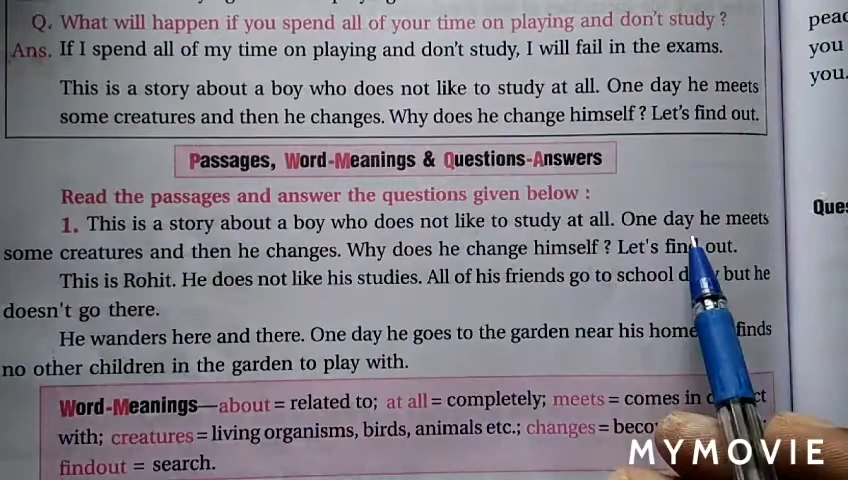 Q. What will happen if you spend all of your time on playing and don't study ?
Ans. If I spend all of my time on playing and don't study, I will fail in the exams.
This is a story about a boy who does not like to study at all. One day he meets
some creatures and then he changes. Why does he change himself ? Let's find out.
Passages, Word-Meanings & Questions-Answers
Read the passages and answer the questions given below :
1. This is a story about a boy who does not like to study at all. One day he meets
some creatures and then he changes. Why does he change himself ? Let's find out.
This is Rohit. He does not like his studies. All of his friends go to school but he
doesn't go there.
He wanders here and there. One day he goes to the garden near his home finds
no other children in the garden to play with.
Word-Meanings—about = related to; at all = completely; meets = comes in
with; creatures = living organisms, birds, animals etc.; changes =
findout = search.
peac
you
you.
Ques
MYMOVIE